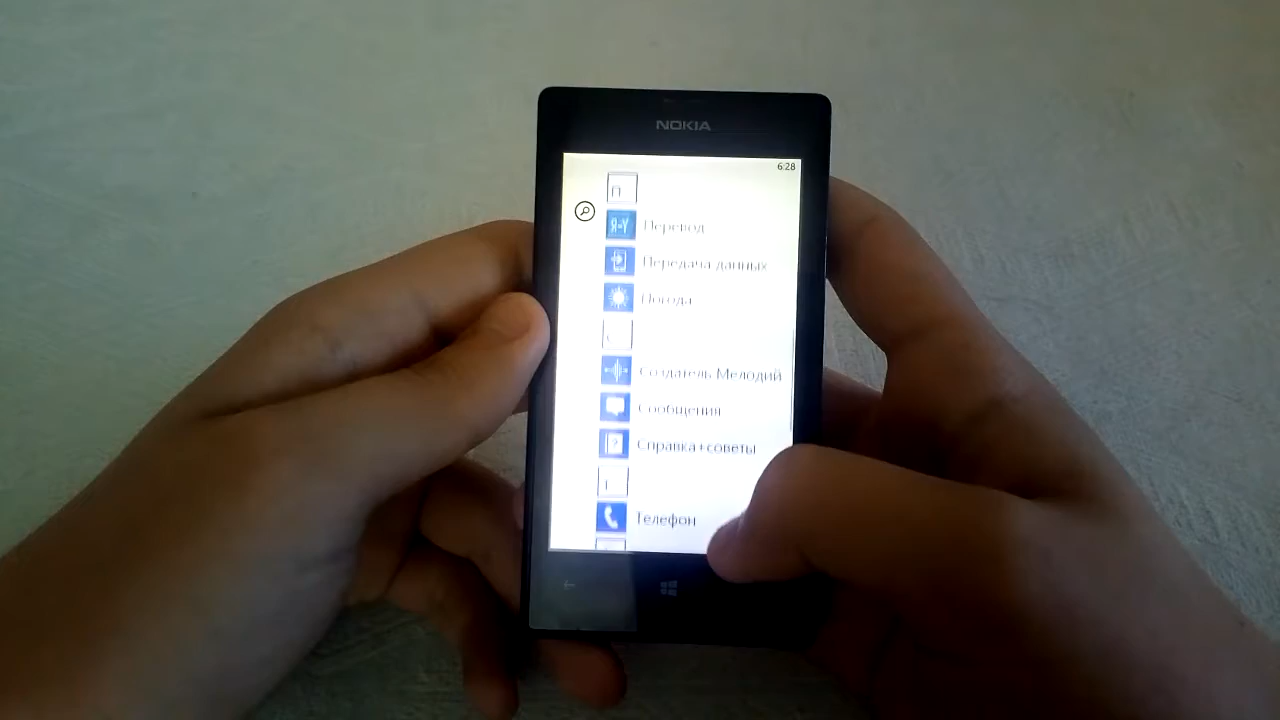 NOKIA
6:28
П
Перевод
Передача данных
Погода
Создатель Мелодий
Сообщения
Справка+советы
Телефон